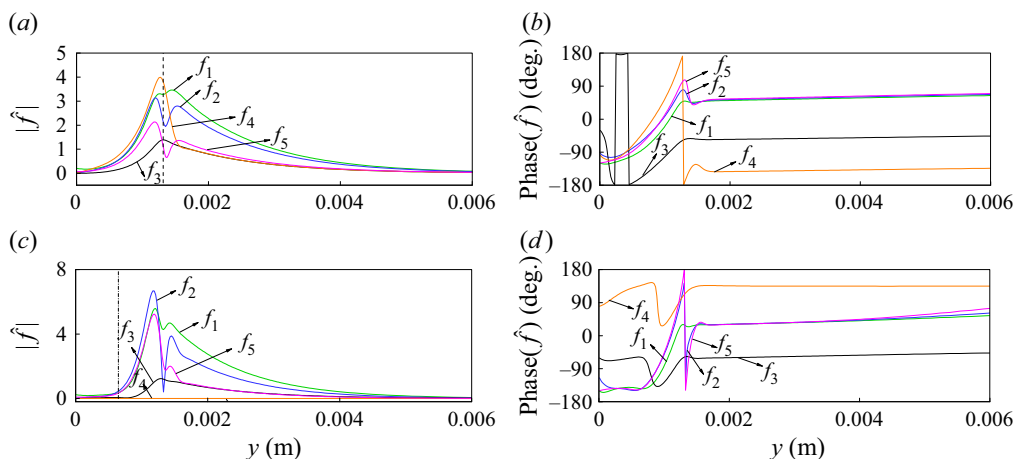 (a)
5
4
3
2
1
0
|f̂|
f1
f2
f4
f5
f3
0
0.002
0.004
0.006
(b)
180
90
0
–90
–180
Phase(f̂) (deg.)
f5
f2
f1
f3
f4
0
0.002
0.004
0.006
(c)
8
4
0
|f̂|
f2
f1
f3
f5
f4
0
0.002
0.004
0.006
y (m)
(d)
180
90
0
–90
–180
Phase(f̂) (deg.)
f4
f1
f5
f2
f3
0
0.002
0.004
0.006
y (m)